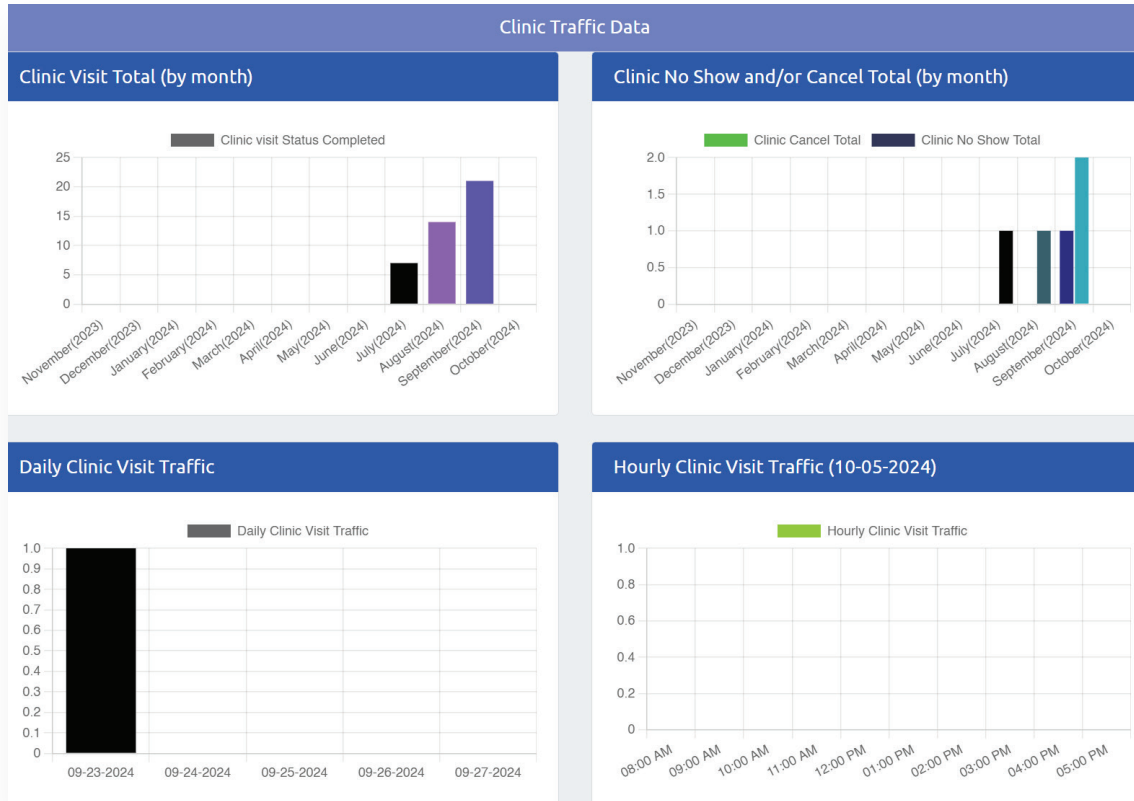 Clinic Traffic Data
Clinic Visit Total (by month)
Clinic visit Status Completed
25
20
15
10
5
0
November(2023)
December(2023)
January(2024)
February(2024)
March(2024)
April(2024)
May(2024)
June(2024)
July(2024)
August(2024)
September(2024)
October(2024)
Clinic No Show and/or Cancel Total (by month)
Clinic Cancel Total
Clinic No Show Total
2.0
1.5
1.0
0.5
0
November(2023)
December(2023)
January(2024)
February(2024)
March(2024)
April(2024)
May(2024)
June(2024)
July(2024)
August(2024)
September(2024)
October(2024)
Daily Clinic Visit Traffic
Daily Clinic Visit Traffic
1.0
0.9
0.8
0.7
0.6
0.5
0.4
0.3
0.2
0.1
0
09-23-2024
09-24-2024
09-25-2024
09-26-2024
09-27-2024
Hourly Clinic Visit Traffic (10-05-2024)
Hourly Clinic Visit Traffic
1.0
0.8
0.6
0.4
0.2
0
08:00 AM
09:00 AM
10:00 AM
11:00 AM
12:00 PM
01:00 PM
02:00 PM
03:00 PM
04:00 PM
05:00 PM